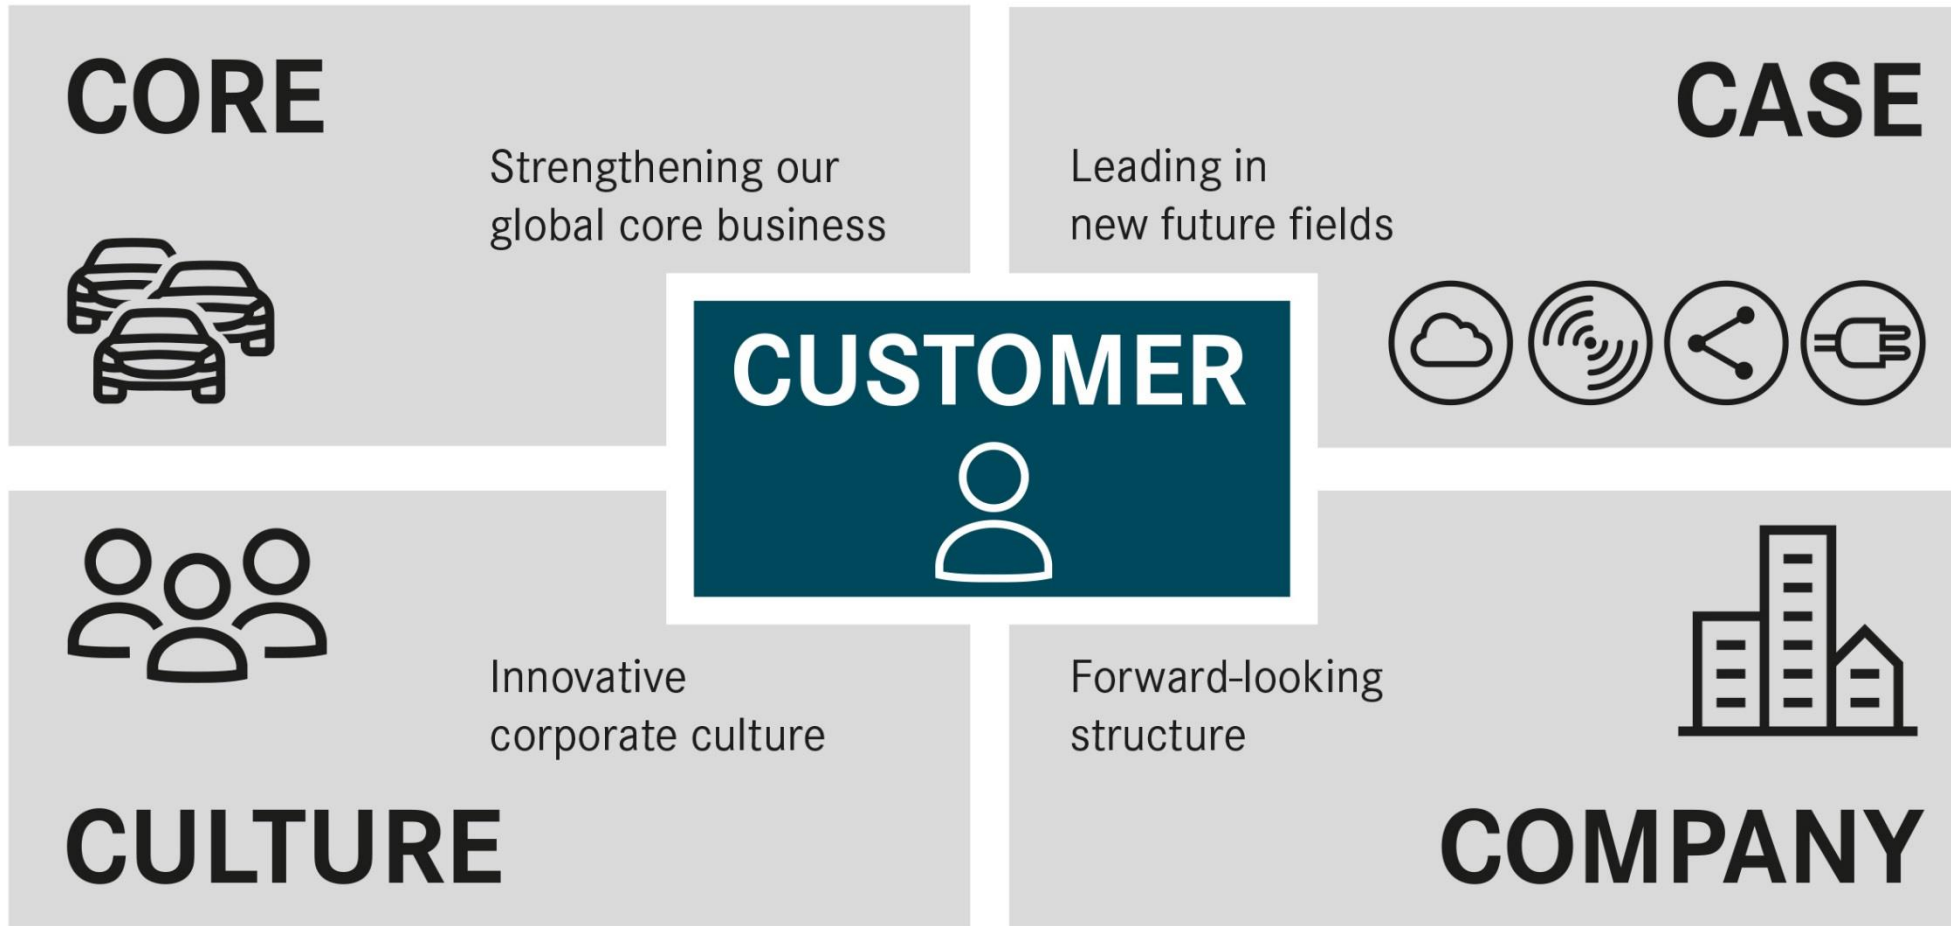 CORE
Strengthening our
global core business
CASE
Leading in
new future fields
CUSTOMER
Innovative
corporate culture
CULTURE
Forward-looking
structure
COMPANY